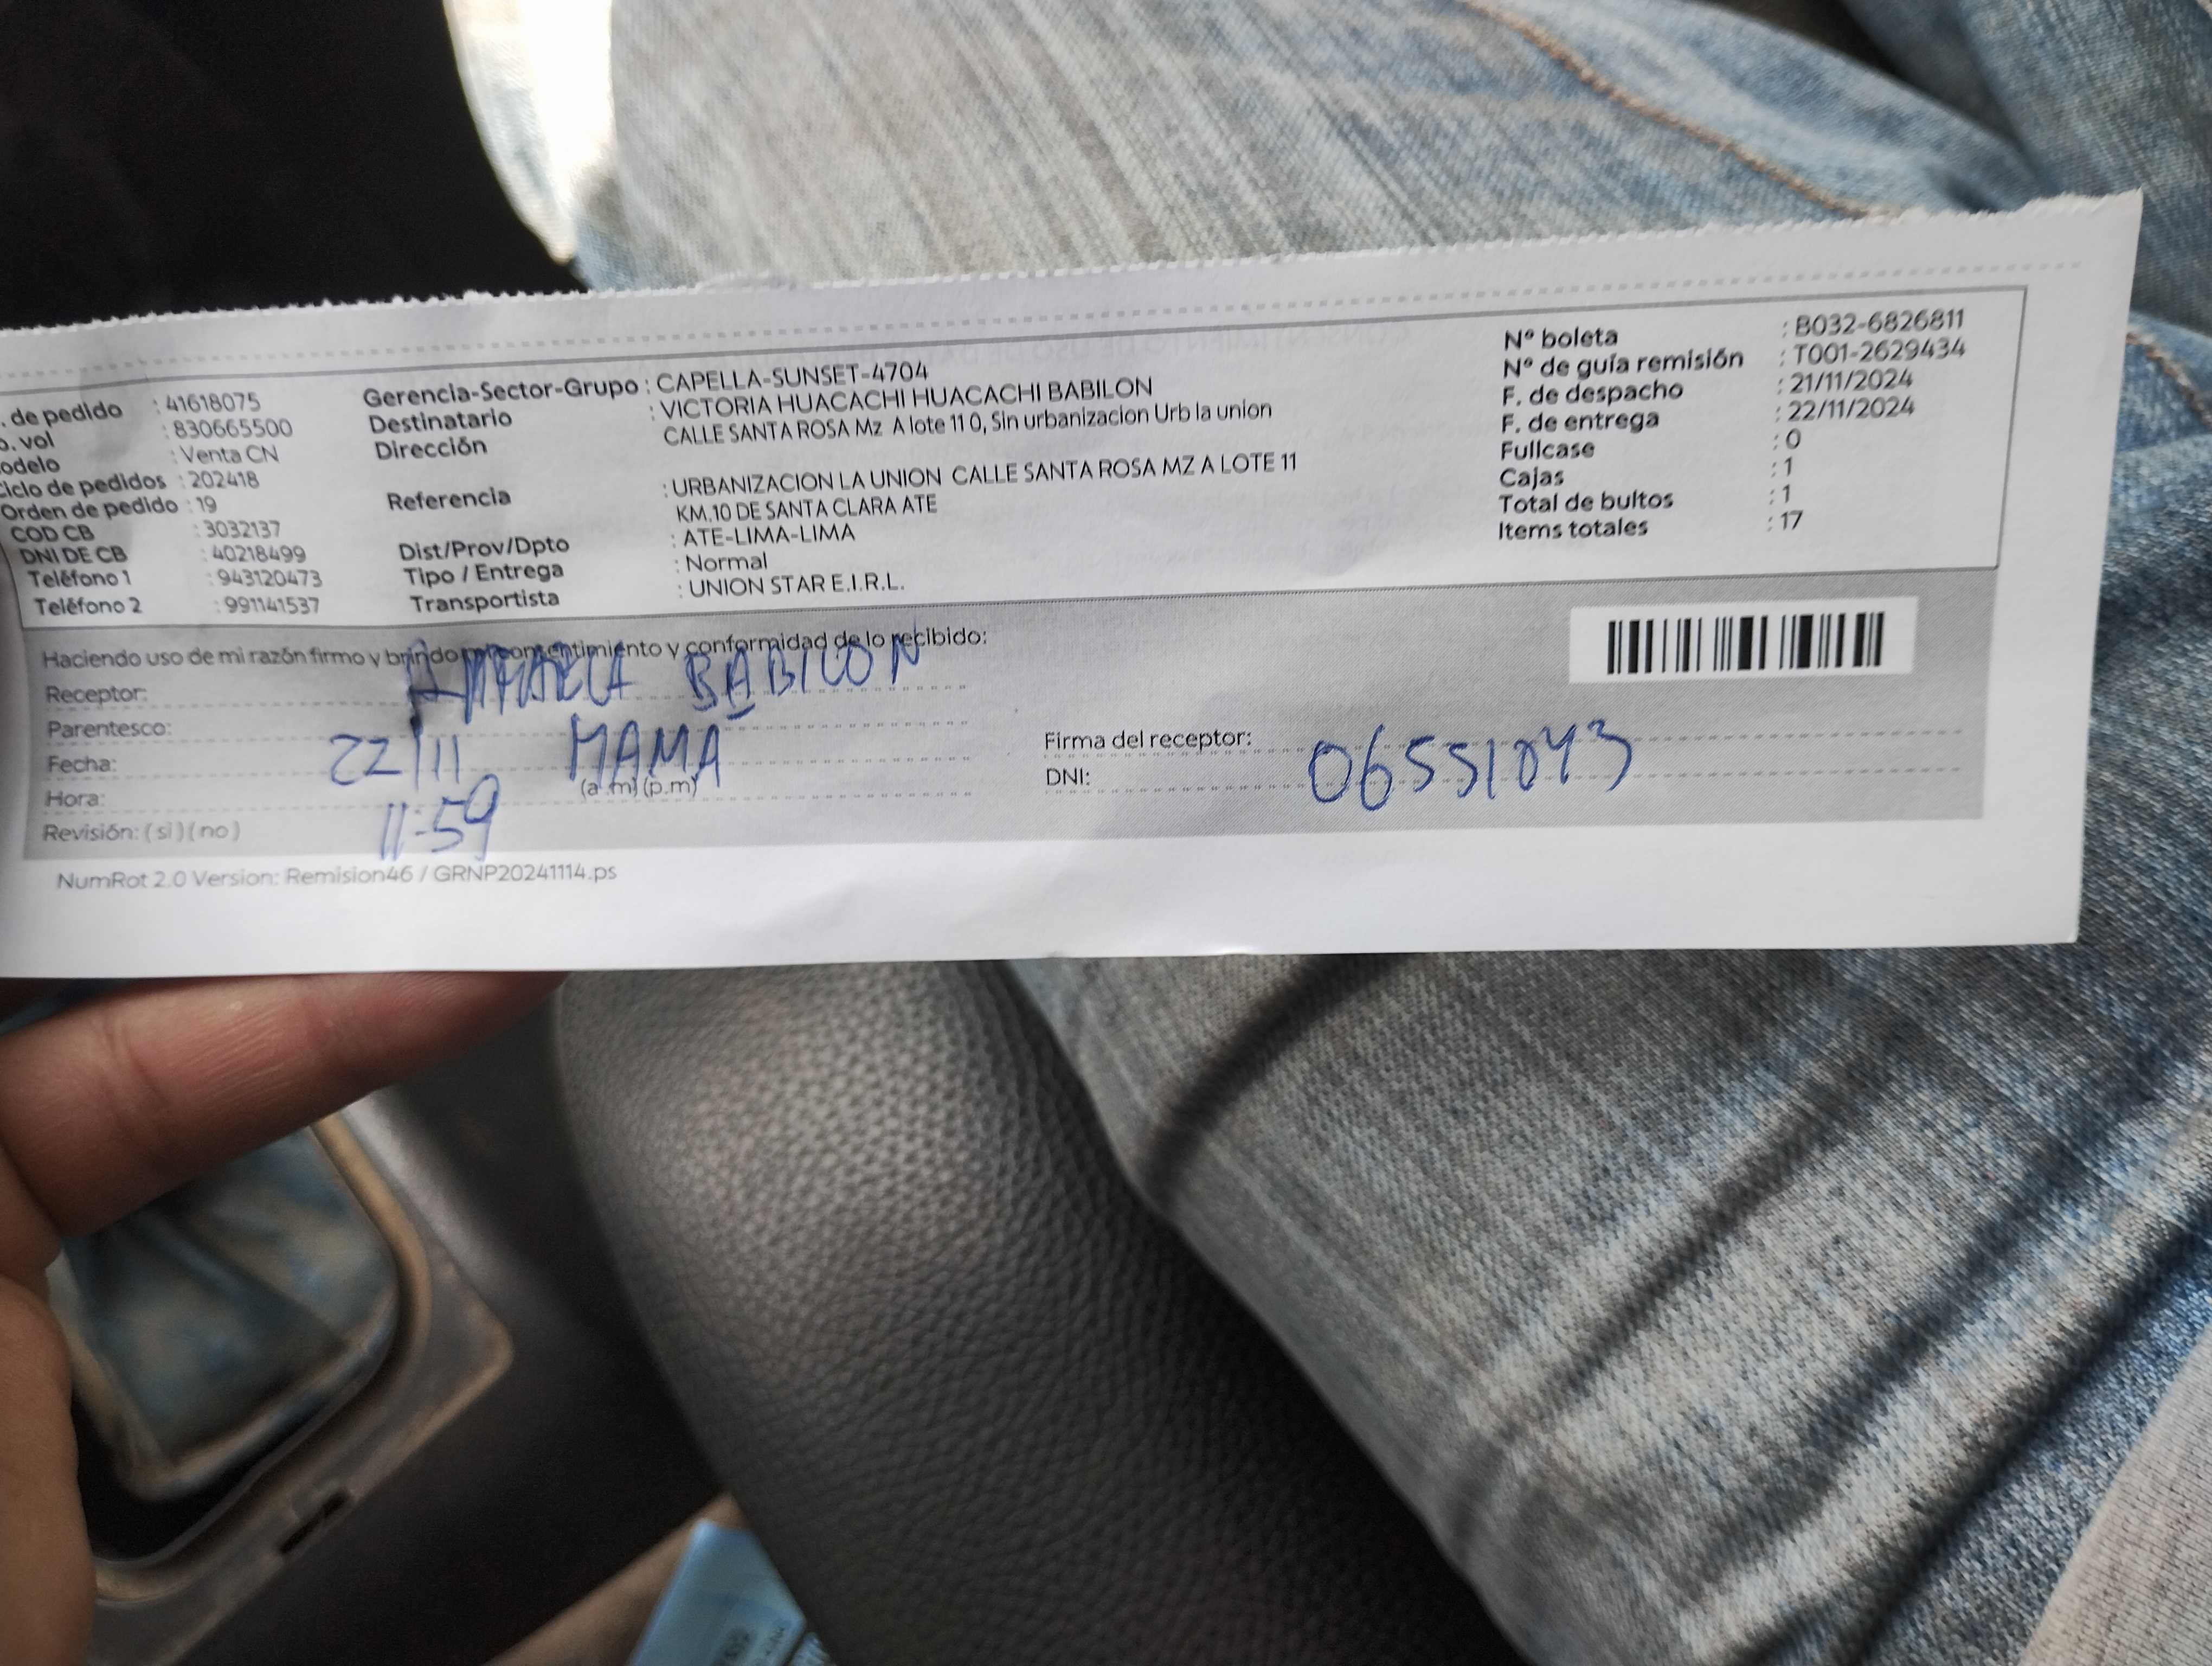 . de pedido : 41618075
o. vol : 830665500
odelo : Venta CN
Ciclo de pedidos : 202418
Orden de pedido : 19
COD CB : 3032137
DNI DE CB : 40218499
Teléfono 1 : 943120473
Teléfono 2 : 991141537
Gerencia-Sector-Grupo : CAPELLA-SUNSET-4704
Destinatario : VICTORIA HUACACHI HUACACHI BABILON
Dirección CALLE SANTA ROSA Mz A lote 11 0, Sin urbanizacion Urb la union
Referencia : URBANIZACION LA UNION CALLE SANTA ROSA MZ A LOTE 11
KM.10 DE SANTA CLARA ATE
Dist/Prov/Dpto : ATE-LIMA-LIMA
Tipo / Entrega : Normal
Transportista : UNION STAR E.I.R.L.
N° boleta : B032-6826811
N° de guía remisión : T001-2629434
F. de despacho : 21/11/2024
F. de entrega : 22/11/2024
Fullcase : 0
Cajas : 1
Total de bultos : 1
Items totales : 17
Haciendo uso de mi razón firmo y brindo mi consentimiento y conformidad de lo recibido:
Receptor: BABILON
Parentesco: MAMA
Fecha: 22/11
Hora: 11:59 (a.m) (p.m)
Revisión: (si) (no)
Firma del receptor:
DNI: 06551043
NumRot 2.0 Version: Remision46 / GRNP20241114.ps